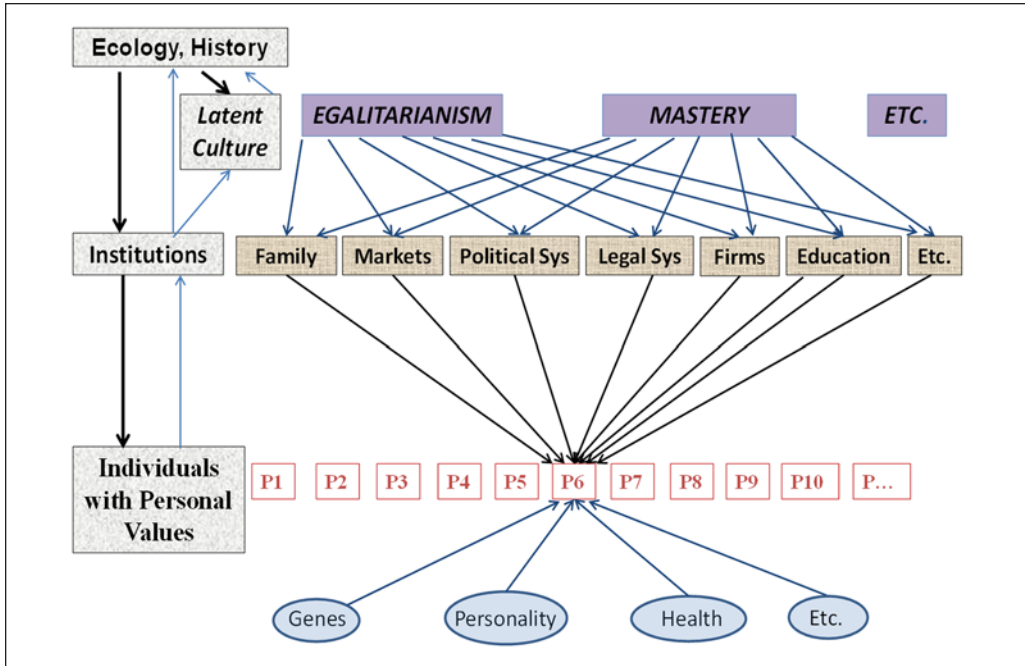 Ecology, History
Latent
Culture
EGALITARIANISM
MASTERY
ETC.
Institutions
Family
Markets
Political Sys
Legal Sys
Firms
Education
Etc.
Individuals
with Personal
Values
P1
P2
P3
P4
P5
P6
P7
P8
P9
P10
P...
Genes
Personality
Health
Etc.